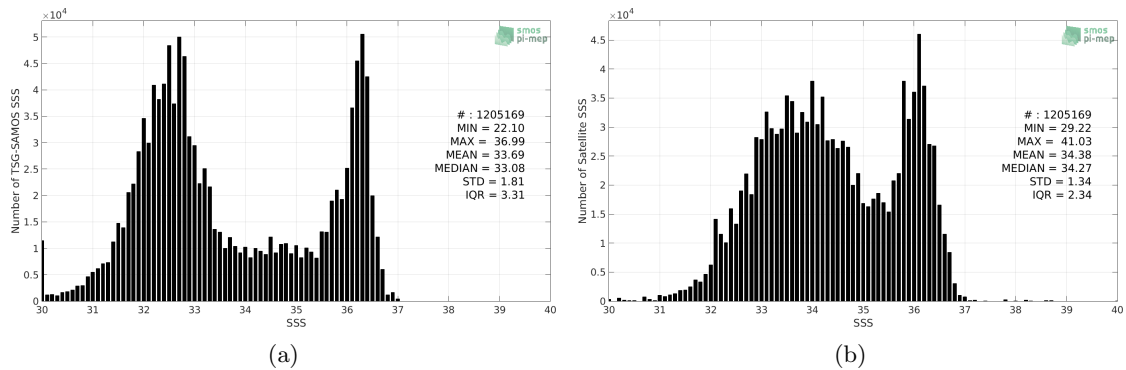 ×10⁴
smos
pi-mep
Number of TSG-SAMOS SSS
5
4.5
4
3.5
3
2.5
2
1.5
1
0.5
0
# : 1205169
MIN = 22.10
MAX = 36.99
MEAN = 33.69
MEDIAN = 33.08
STD = 1.81
IQR = 3.31
30 31 32 33 34 35 36 37 38 39 40
SSS
(a)
×10⁴
smos
pi-mep
Number of Satellite SSS
4.5
4
3.5
3
2.5
2
1.5
1
0.5
0
# : 1205169
MIN = 29.22
MAX = 41.03
MEAN = 34.38
MEDIAN = 34.27
STD = 1.34
IQR = 2.34
30 31 32 33 34 35 36 37 38 39 40
SSS
(b)